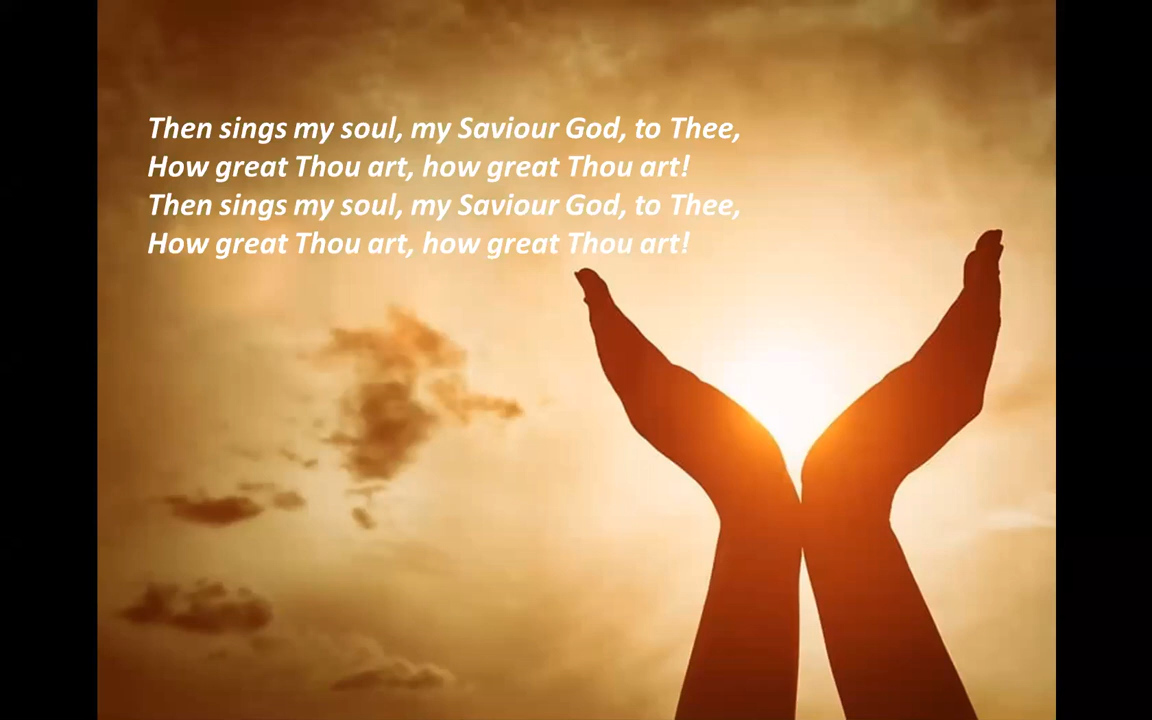 Then sings my soul, my Saviour God, to Thee,
How great Thou art, how great Thou art!
Then sings my soul, my Saviour God, to Thee,
How great Thou art, how great Thou art!